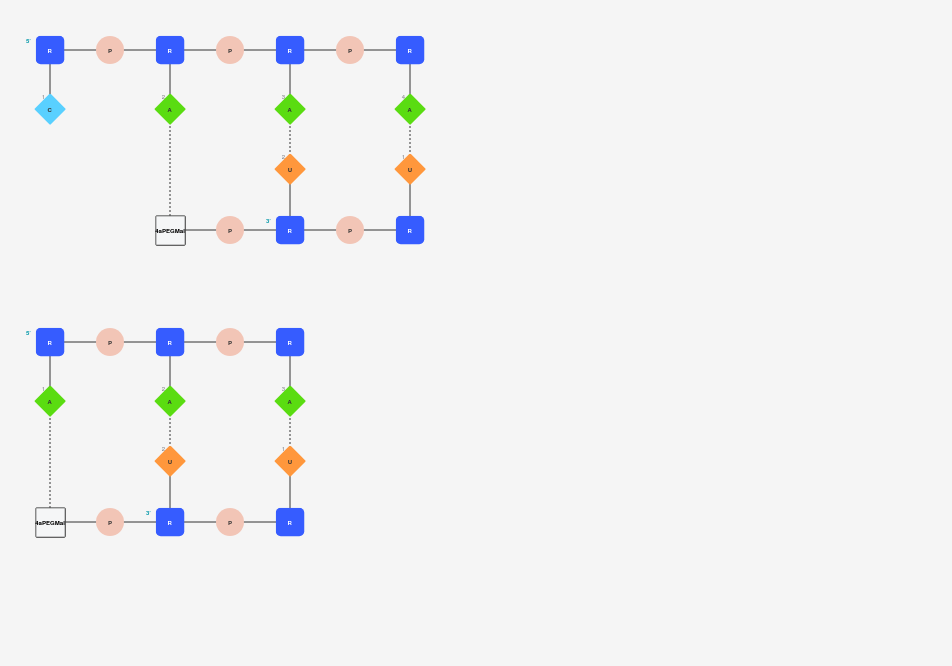 5' R P R P R P R
1 C 2 A 3 A 4 A
2 U 1 U
4aPEGMal P 3' R P R
5' R P R P R
1 A 2 A 3 A
2 U 1 U
4aPEGMal P 3' R P R